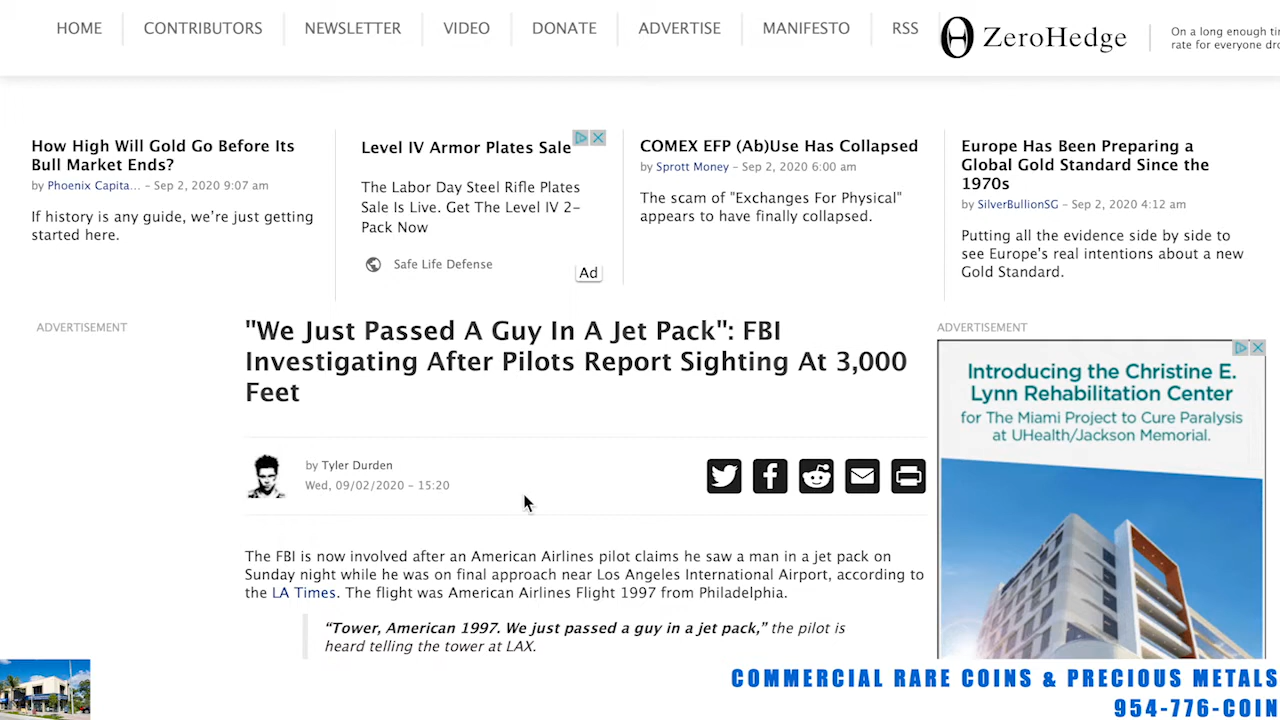 HOME
CONTRIBUTORS
NEWSLETTER
VIDEO
DONATE
ADVERTISE
MANIFESTO
RSS
ZeroHedge
On a long enough
rate for everyone
How High Will Gold Go Before Its
Bull Market Ends?
by Phoenix Capita... – Sep 2, 2020 9:07 am
If history is any guide, we're just getting
started here.
Level IV Armor Plates Sale
The Labor Day Steel Rifle Plates
Sale Is Live. Get The Level IV 2-
Pack Now
Safe Life Defense
Ad
COMEX EFP (Ab)Use Has Collapsed
by Sprott Money – Sep 2, 2020 6:00 am
The scam of "Exchanges For Physical"
appears to have finally collapsed.
Europe Has Been Preparing a
Global Gold Standard Since the
1970s
by SilverBullionSG – Sep 2, 2020 4:12 am
Putting all the evidence side by side to
see Europe's real intentions about a new
Gold Standard.
ADVERTISEMENT
"We Just Passed A Guy In A Jet Pack": FBI
Investigating After Pilots Report Sighting At 3,000
Feet
by Tyler Durden
Wed, 09/02/2020 – 15:20
The FBI is now involved after an American Airlines pilot claims he saw a man in a jet pack on
Sunday night while he was on final approach near Los Angeles International Airport, according to
the LA Times. The flight was American Airlines Flight 1997 from Philadelphia.
“Tower, American 1997. We just passed a guy in a jet pack,” the pilot is
heard telling the tower at LAX.
ADVERTISEMENT
Introducing the Christine E.
Lynn Rehabilitation Center
for The Miami Project to Cure Paralysis
at UHealth/Jackson Memorial.
COMMERCIAL RARE COINS & PRECIOUS METALS
954-776-COIN